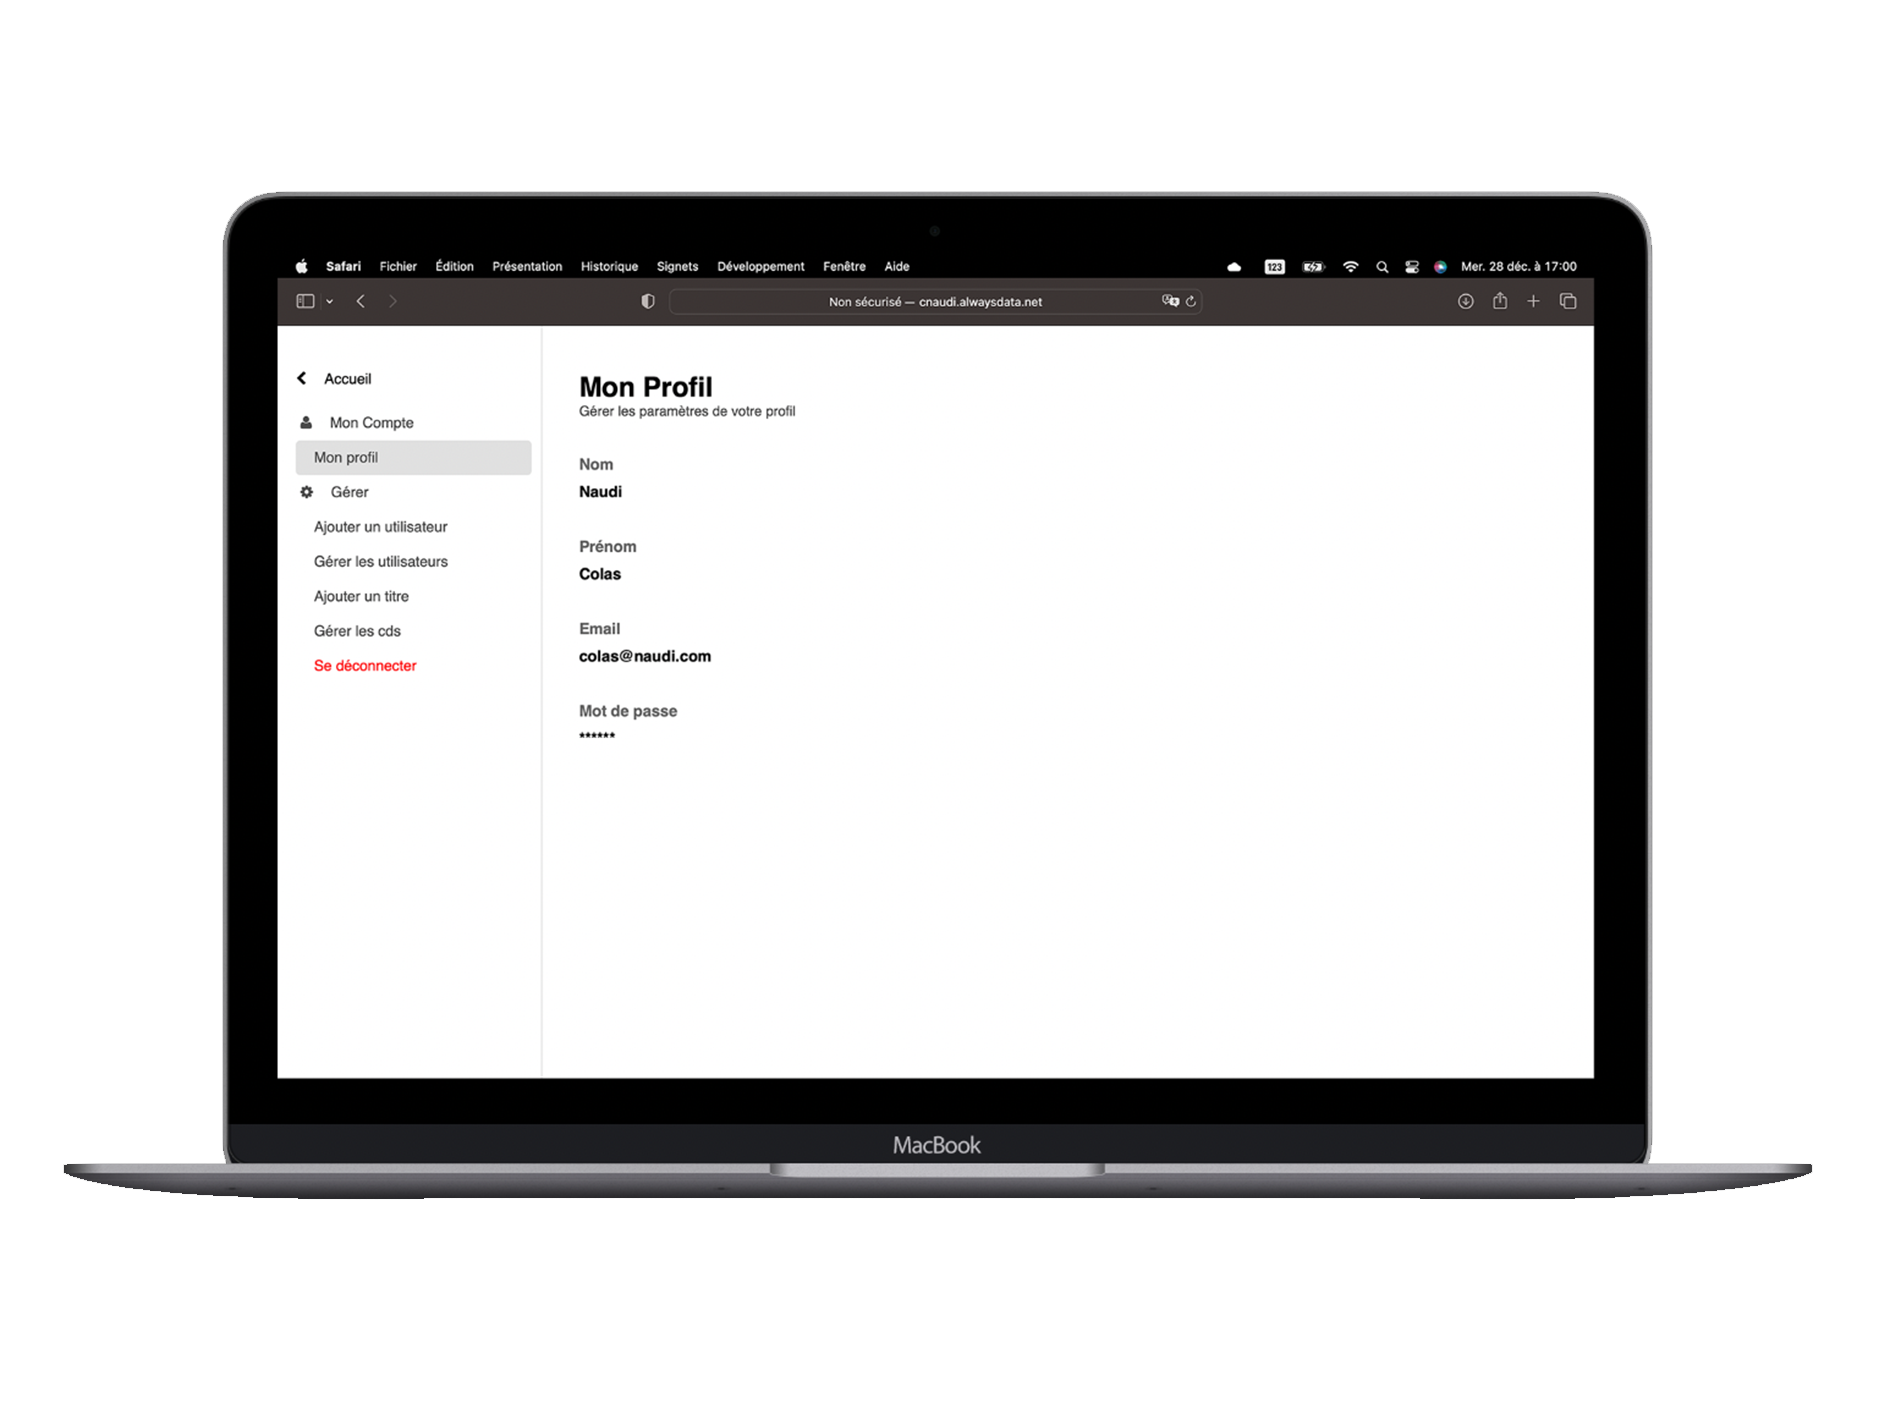 Safari Fichier Édition Présentation Historique Signets Développement Fenêtre Aide 123 Mer. 28 déc. à 17:00
Non sécurisé — cnaudi.alwaysdata.net
Accueil
Mon Compte
Mon profil
Gérer
Ajouter un utilisateur
Gérer les utilisateurs
Ajouter un titre
Gérer les cds
Se déconnecter
Mon Profil
Gérer les paramètres de votre profil
Nom
Naudi
Prénom
Colas
Email
colas@naudi.com
Mot de passe
******
MacBook